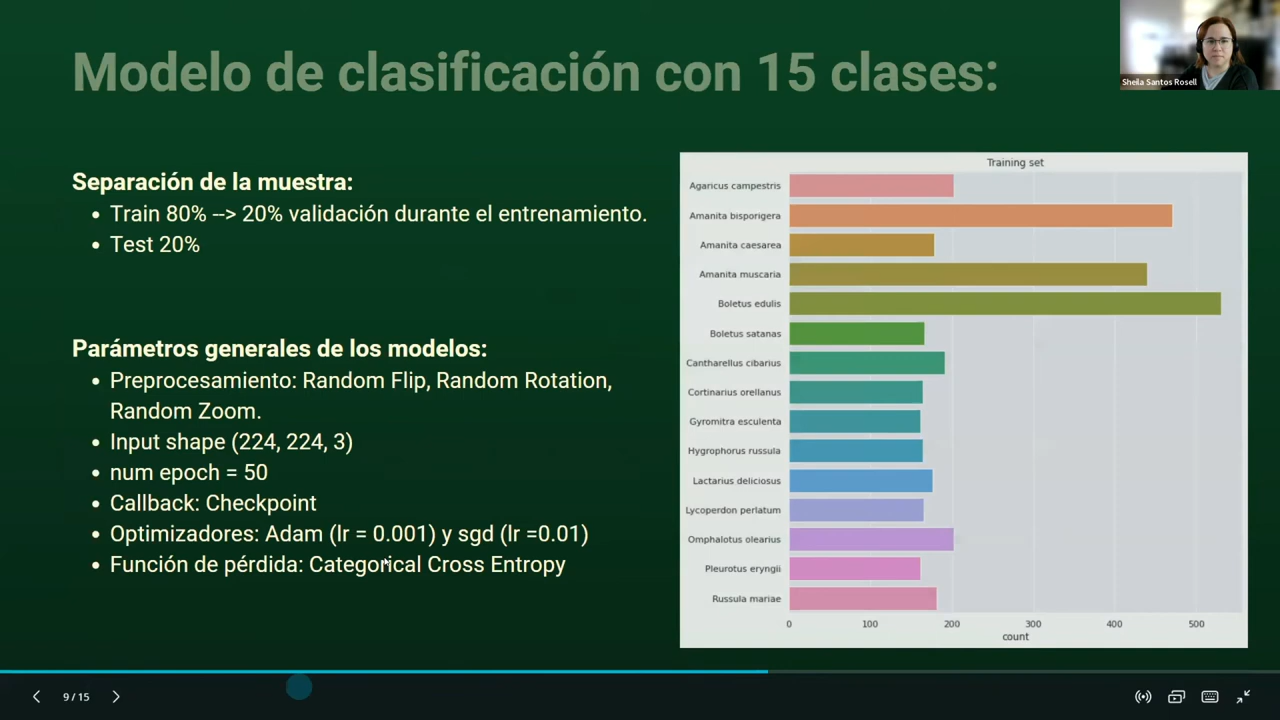 Modelo de clasificación con 15 clases:
Sheila Santos Rosell
Separación de la muestra:
• Train 80% --> 20% validación durante el entrenamiento.
• Test 20%
Parámetros generales de los modelos:
• Preprocesamiento: Random Flip, Random Rotation,
Random Zoom.
• Input shape (224, 224, 3)
• num epoch = 50
• Callback: Checkpoint
• Optimizadores: Adam (lr = 0.001) y sgd (lr =0.01)
• Función de pérdida: Categorical Cross Entropy
Training set
Agaricus campestris
Amanita bisporigera
Amanita caesarea
Amanita muscaria
Boletus edulis
Boletus satanas
Cantharellus cibarius
Cortinarius orellanus
Gyromitra esculenta
Hygrophorus russula
Lactarius deliciosus
Lycoperdon perlatum
Omphalotus olearius
Pleurotus eryngii
Russula mariae
0 100 200 300 400 500
count
9 / 15